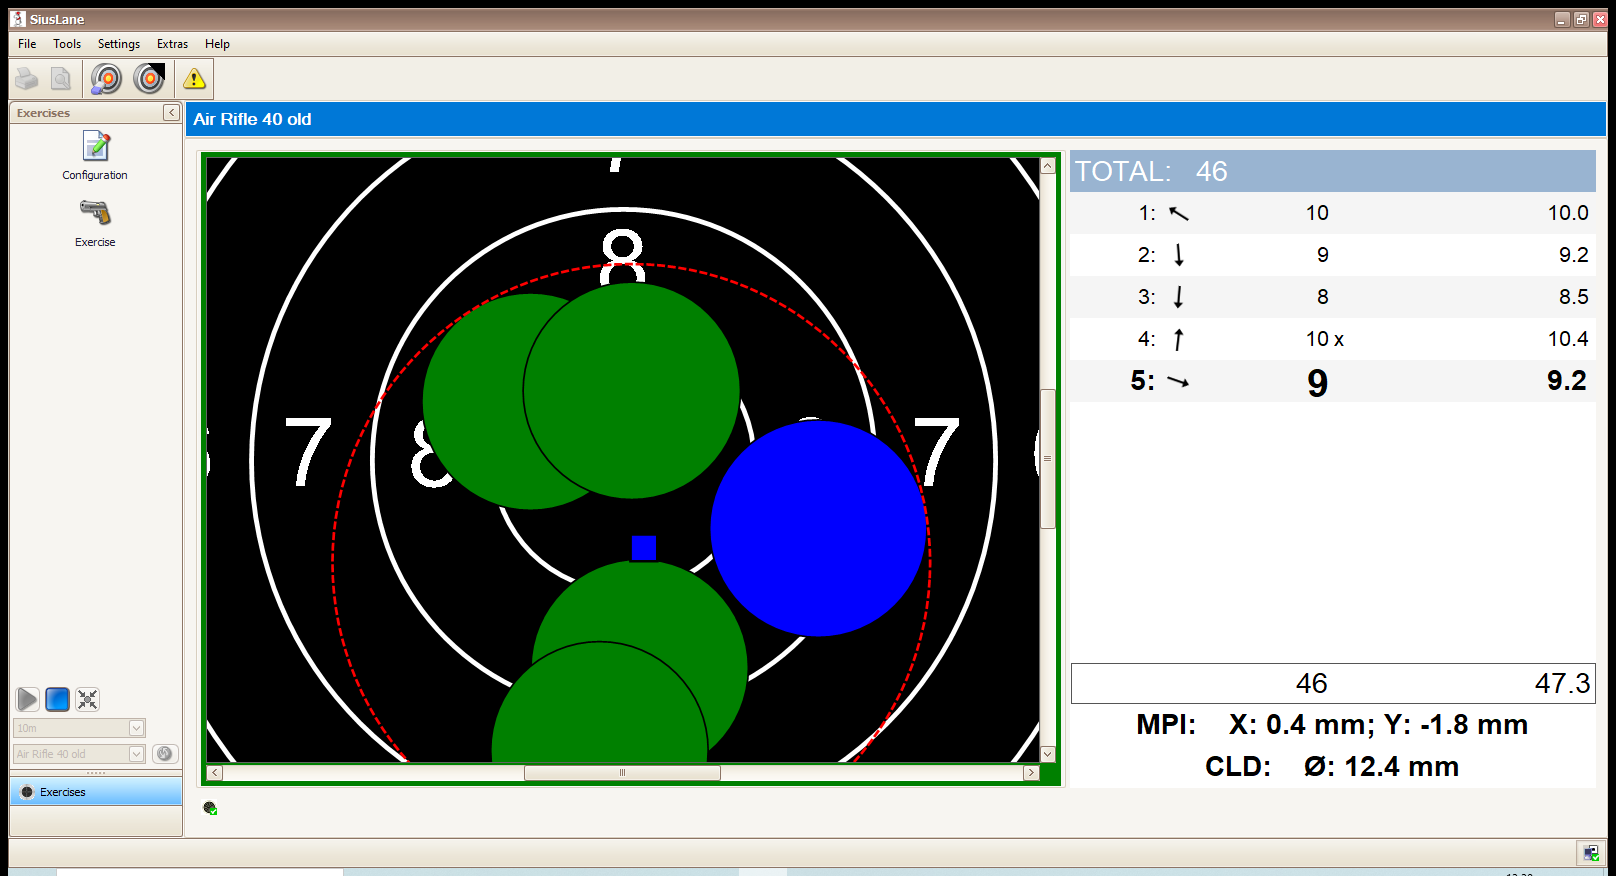 SiusLane
File Tools Settings Extras Help
Exercises
Configuration
Exercise
10m
Air Rifle 40 old
Exercises
Air Rifle 40 old
8
7 8 7
TOTAL: 46
1: 10 10.0
2: 9 9.2
3: 8 8.5
4: 10 x 10.4
5: 9 9.2
46 47.3
MPI: X: 0.4 mm; Y: -1.8 mm
CLD: Ø: 12.4 mm